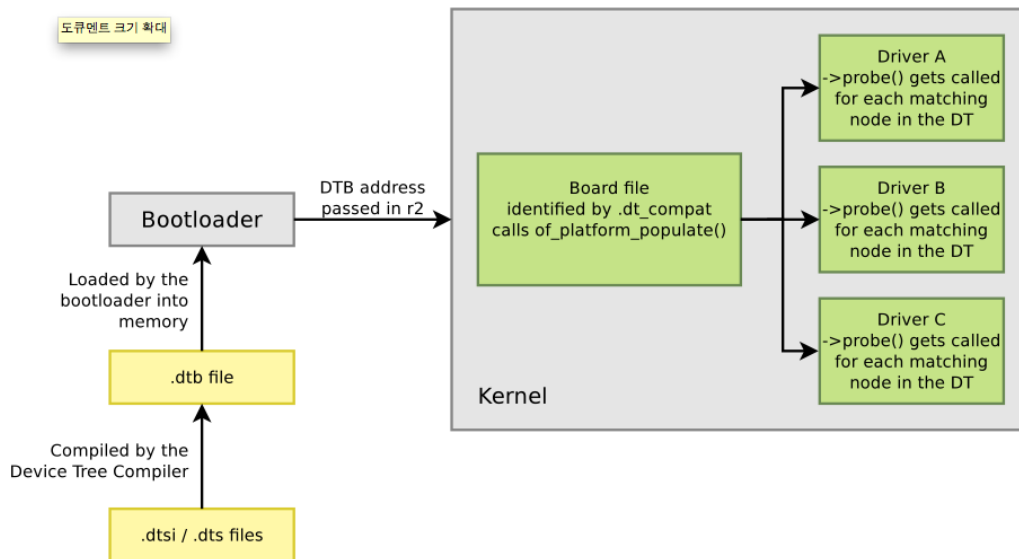 도큐멘트 크기 확대
Driver A
->probe() gets called
for each matching
node in the DT
DTB address
passed in r2
Board file
identified by .dt_compat
calls of_platform_populate()
Bootloader
Driver B
->probe() gets called
for each matching
node in the DT
Loaded by the
bootloader into
memory
Driver C
->probe() gets called
for each matching
node in the DT
.dtb file
Kernel
Compiled by the
Device Tree Compiler
.dtsi / .dts files